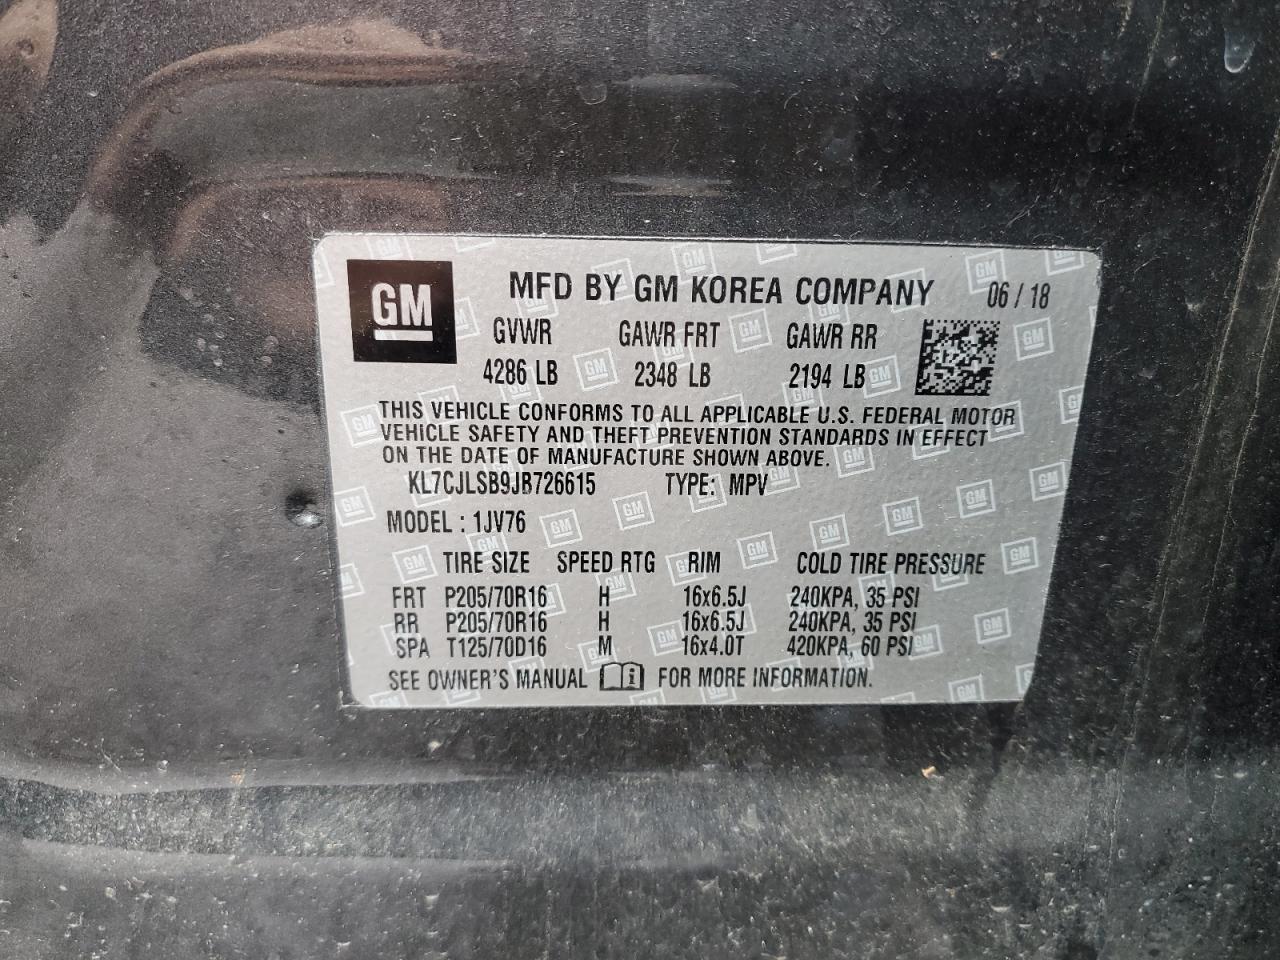 GM
MFD BY GM KOREA COMPANY 06 / 18
GVWR GAWR FRT GAWR RR
4286 LB 2348 LB 2194 LB
THIS VEHICLE CONFORMS TO ALL APPLICABLE U.S. FEDERAL MOTOR
VEHICLE SAFETY AND THEFT PREVENTION STANDARDS IN EFFECT
ON THE DATE OF MANUFACTURE SHOWN ABOVE.
KL7CJLSB9JB726615 TYPE: MPV
MODEL : 1JV76
TIRE SIZE SPEED RTG RIM COLD TIRE PRESSURE
FRT P205/70R16 H 16x6.5J 240KPA, 35 PSI
RR P205/70R16 H 16x6.5J 240KPA, 35 PSI
SPA T125/70D16 M 16x4.0T 420KPA, 60 PSI
SEE OWNER'S MANUAL i FOR MORE INFORMATION.